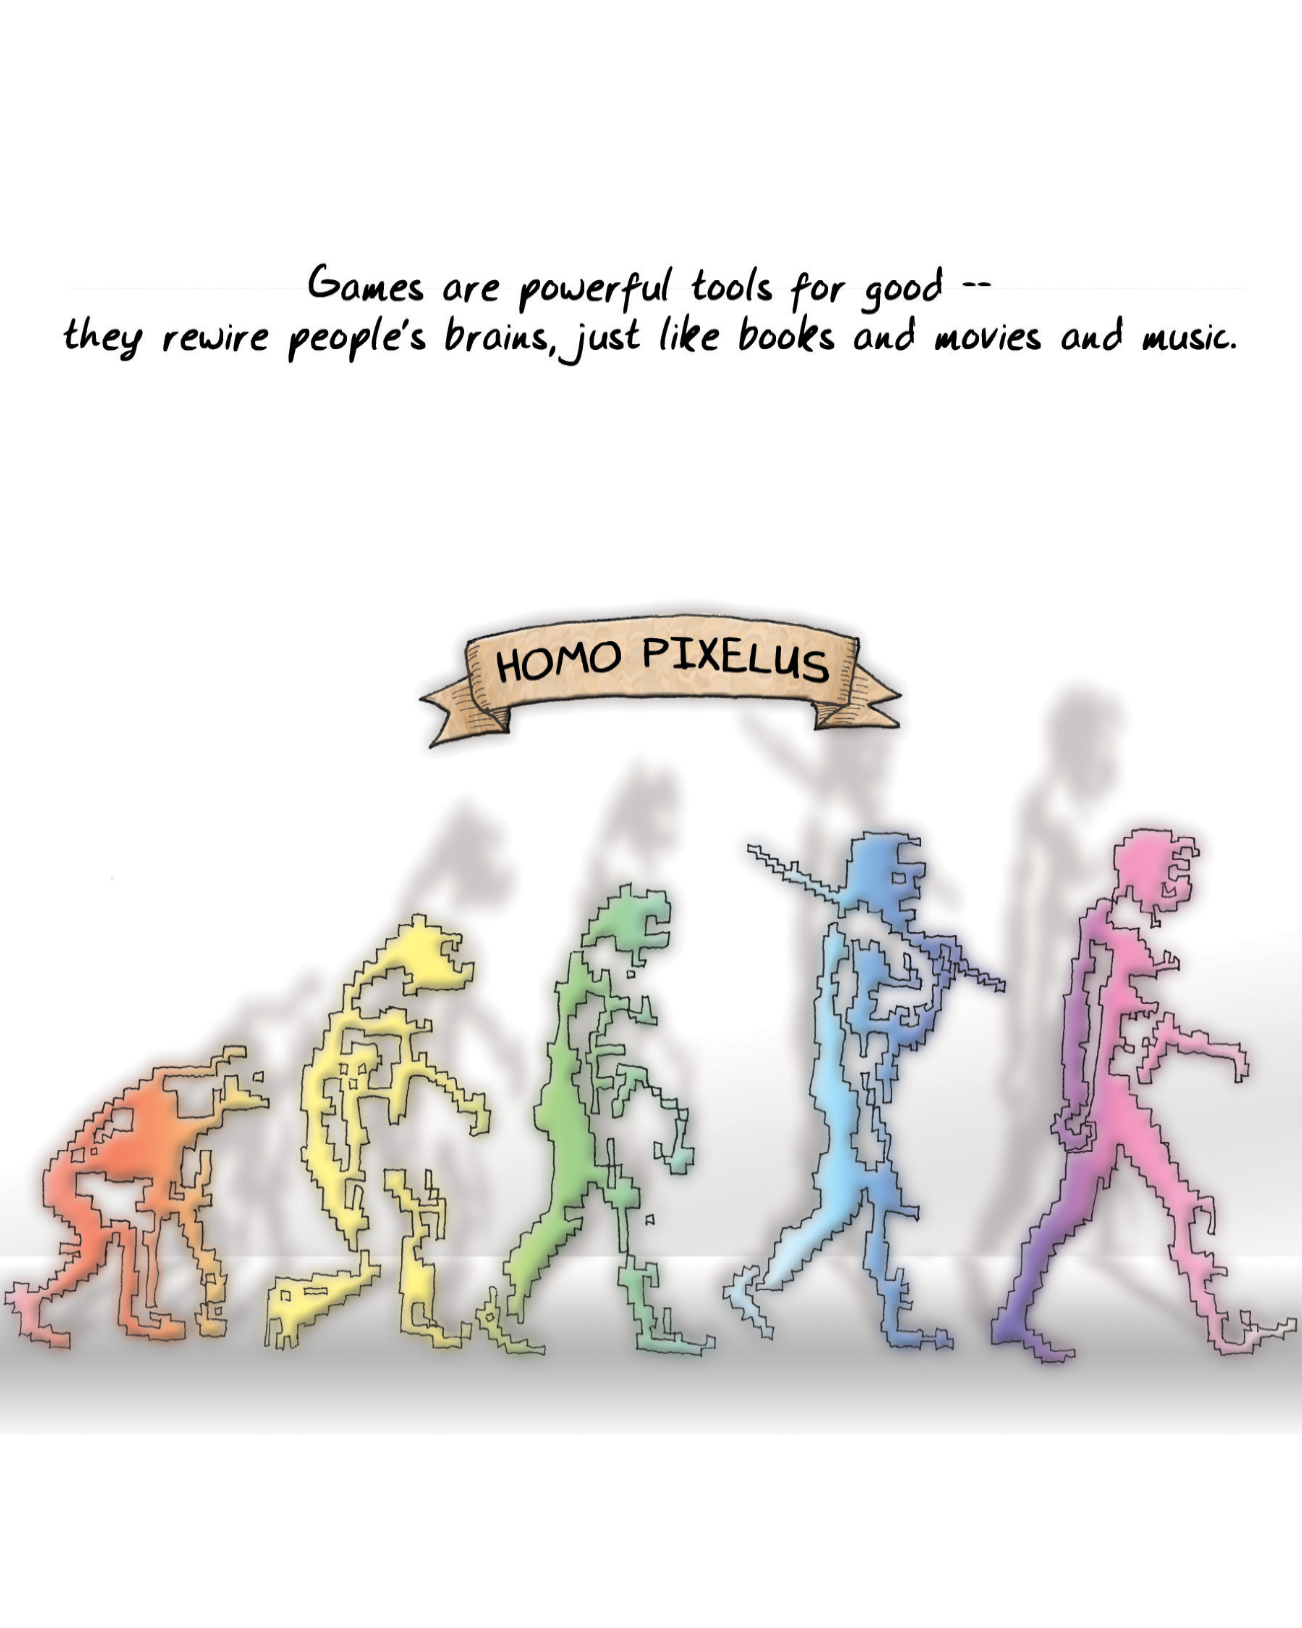 Games are powerful tools for good --
they rewire people's brains, just like books and movies and music.
HOMO PIXELUS